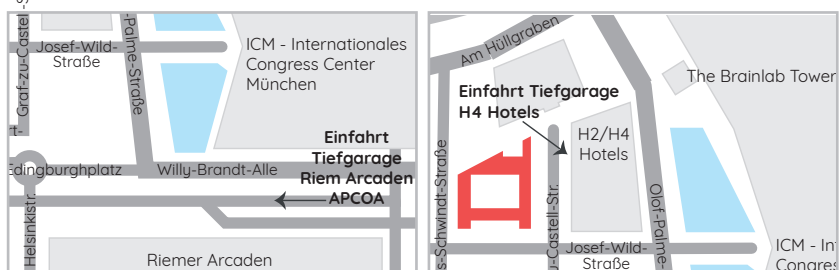 Graf-zu-Castel-
Josef-Wild-
Straße
-Palme-Straße
ICM - Internationales
Congress Center
München
Einfahrt
Tiefgarage
Riem Arcaden
APCOA
Edingburghplatz
Willy-Brandt-Alle
Helsinkistr.
Riemer Arcaden
Am Hüllgraben
The Brainlab Tower
Einfahrt Tiefgarage
H4 Hotels
H2/H4
Hotels
s-Schwindt-Straße
u-Castell-Str.
Olof-Palme-
Josef-Wild-
Straße
ICM - In
Congres